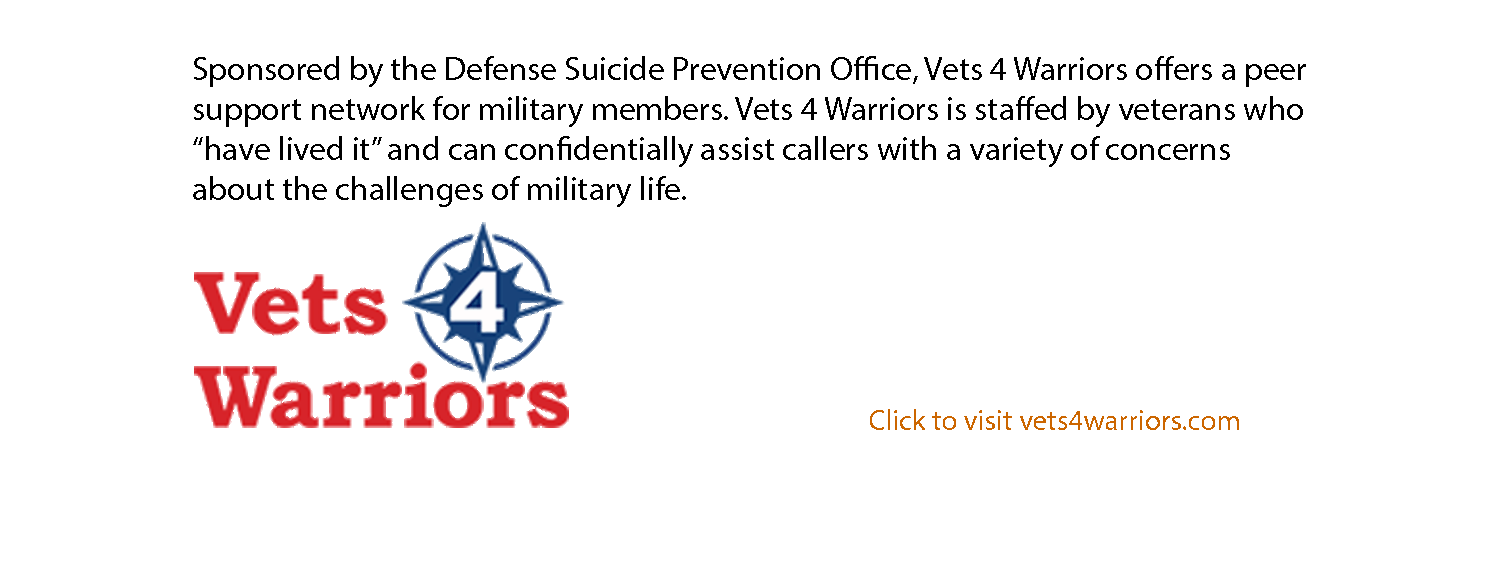 Sponsored by the Defense Suicide Prevention Office, Vets 4 Warriors offers a peer
support network for military members. Vets 4 Warriors is staffed by veterans who
“have lived it” and can confidentially assist callers with a variety of concerns
about the challenges of military life.
Vets 4
Warriors
Click to visit vets4warriors.com